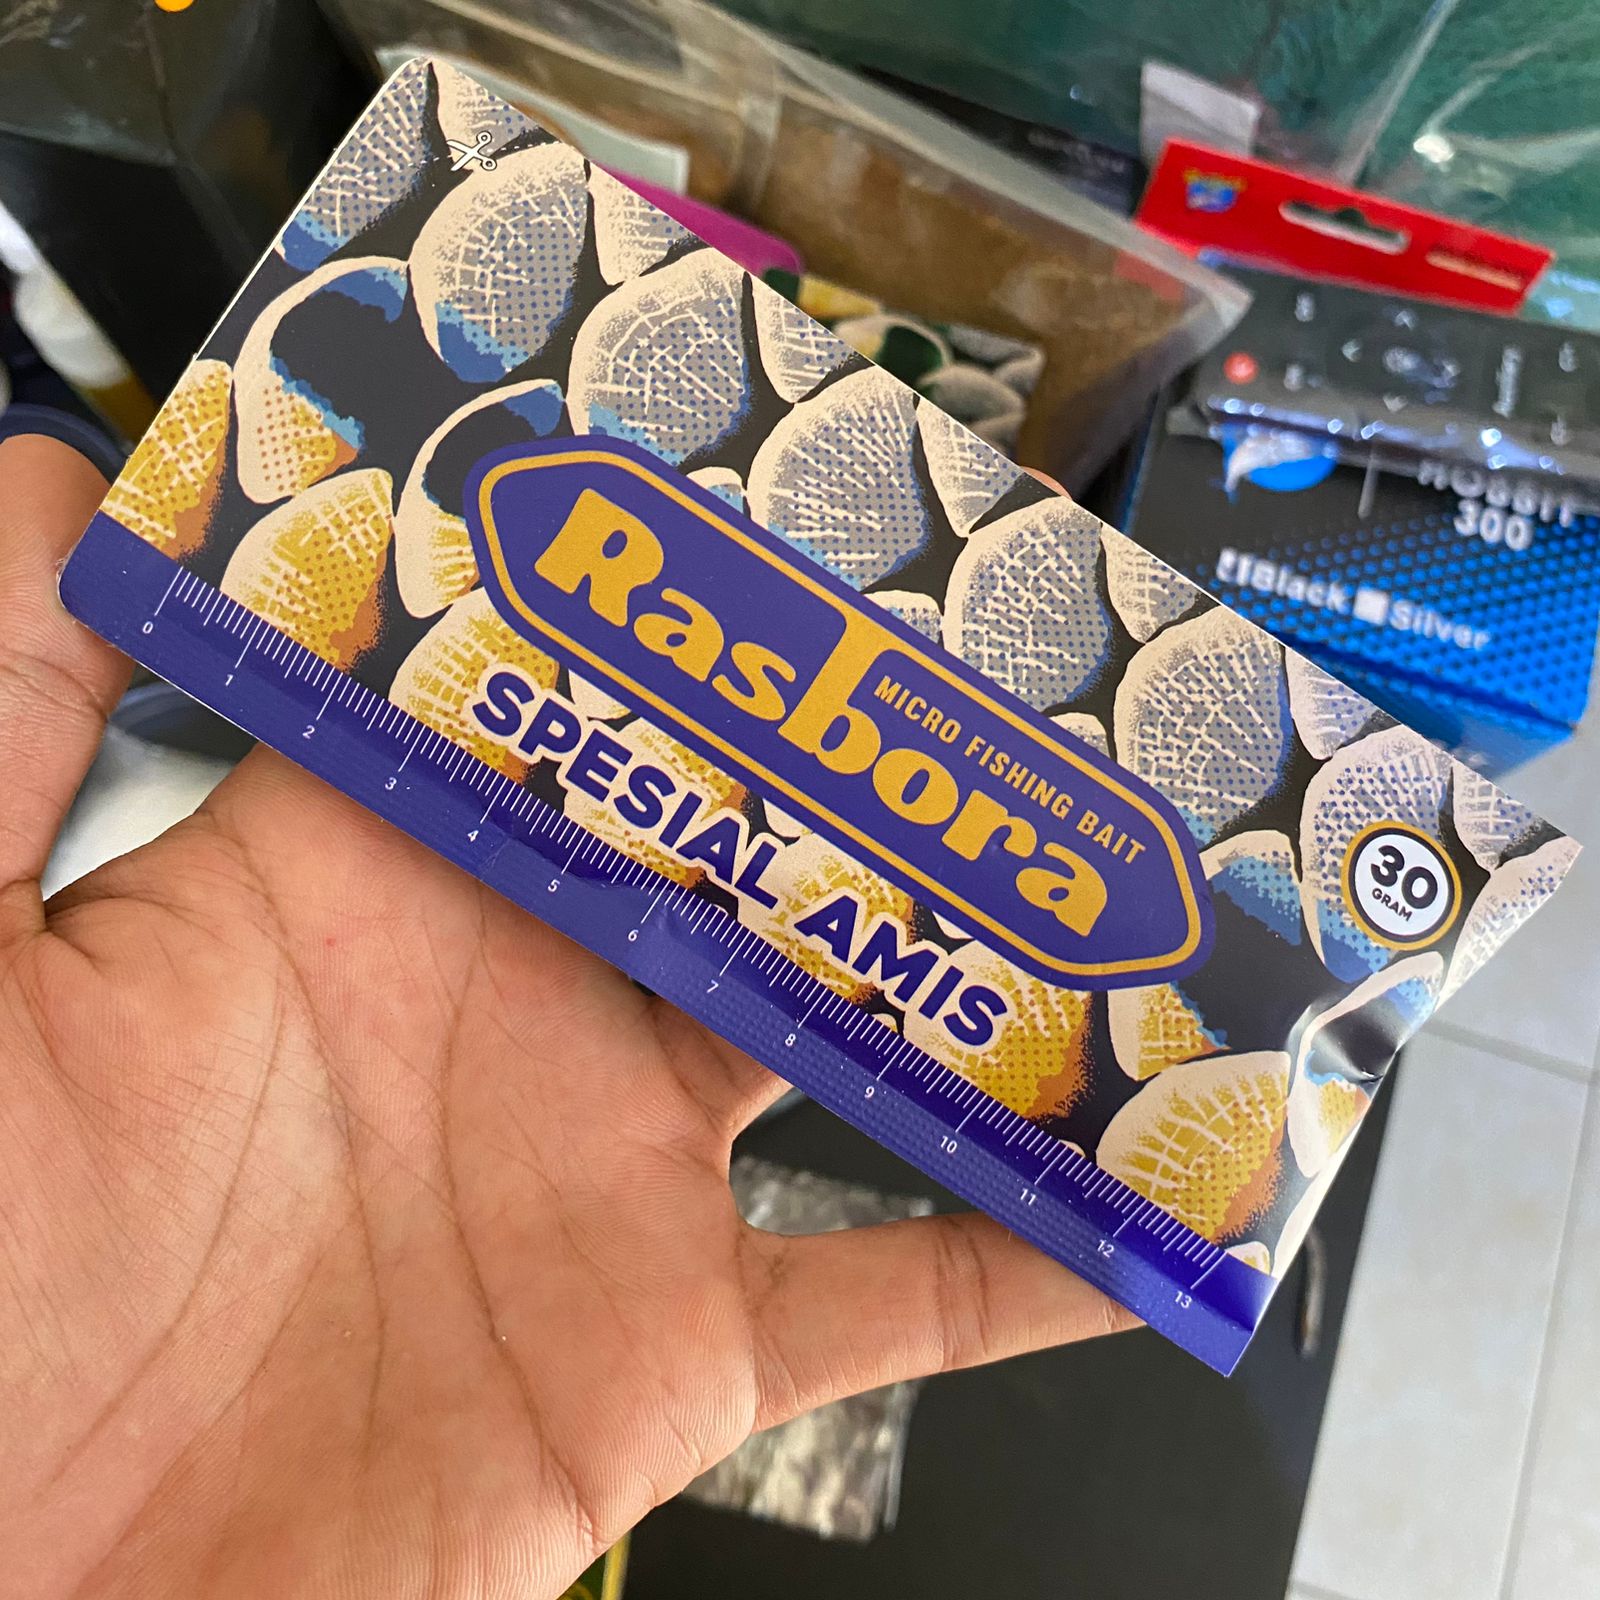 Rasbora
MICRO FISHING BAIT
SPESIAL AMIS
30
GRAM
0 1 2 3 4 5 6 7 8 9 10 11 12 13
HOBBIT
300
Black Silver